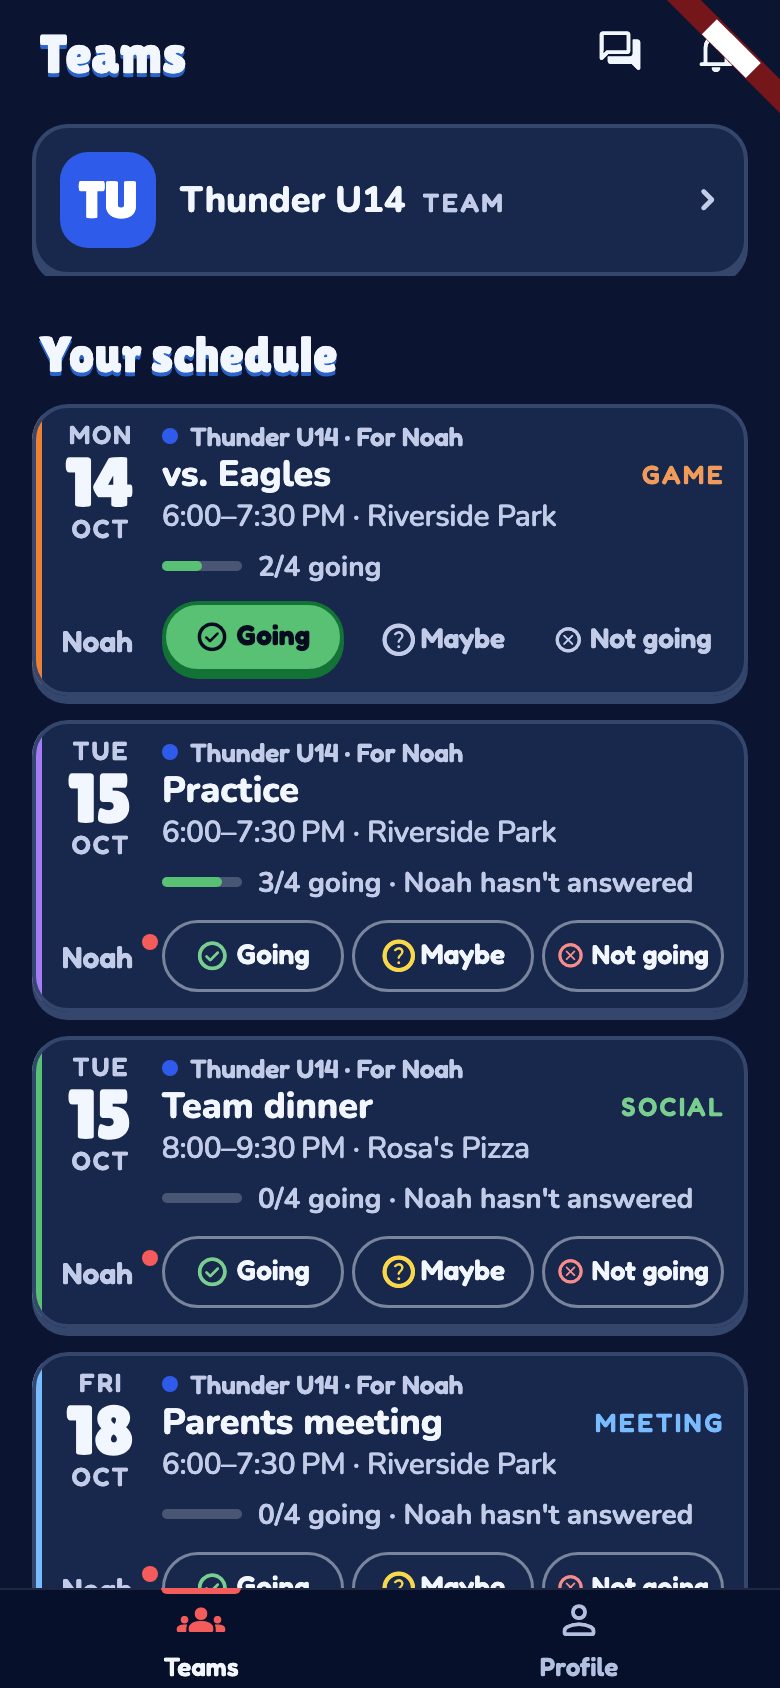 Teams
TU
Thunder U14 TEAM
Your schedule
MON
14
OCT
Thunder U14 · For Noah
vs. Eagles
GAME
6:00–7:30 PM · Riverside Park
2/4 going
Noah
Going
Maybe
Not going
TUE
15
OCT
Thunder U14 · For Noah
Practice
6:00–7:30 PM · Riverside Park
3/4 going · Noah hasn't answered
Noah
Going
Maybe
Not going
TUE
15
OCT
Thunder U14 · For Noah
Team dinner
SOCIAL
8:00–9:30 PM · Rosa's Pizza
0/4 going · Noah hasn't answered
Noah
Going
Maybe
Not going
FRI
18
OCT
Thunder U14 · For Noah
Parents meeting
MEETING
6:00–7:30 PM · Riverside Park
0/4 going · Noah hasn't answered
Noah
Going
Maybe
Not going
Teams
Profile